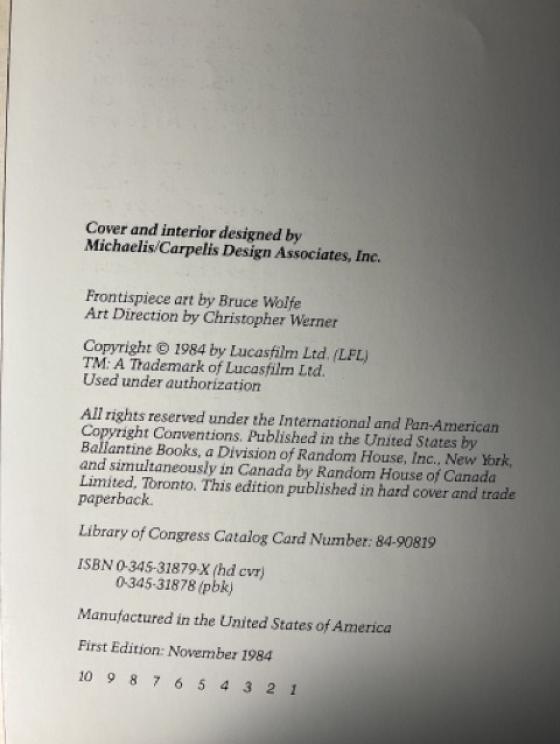 Cover and interior designed by
Michaelis/Carpelis Design Associates, Inc.
Frontispiece art by Bruce Wolfe
Art Direction by Christopher Werner
Copyright © 1984 by Lucasfilm Ltd. (LFL)
TM: A Trademark of Lucasfilm Ltd.
Used under authorization
All rights reserved under the International and Pan-American
Copyright Conventions. Published in the United States by
Ballantine Books, a Division of Random House, Inc., New York,
and simultaneously in Canada by Random House of Canada
Limited, Toronto. This edition published in hard cover and trade
paperback.
Library of Congress Catalog Card Number: 84-90819
ISBN 0-345-31879-X (hd cvr)
0-345-31878 (pbk)
Manufactured in the United States of America
First Edition: November 1984
10 9 8 7 6 5 4 3 2 1